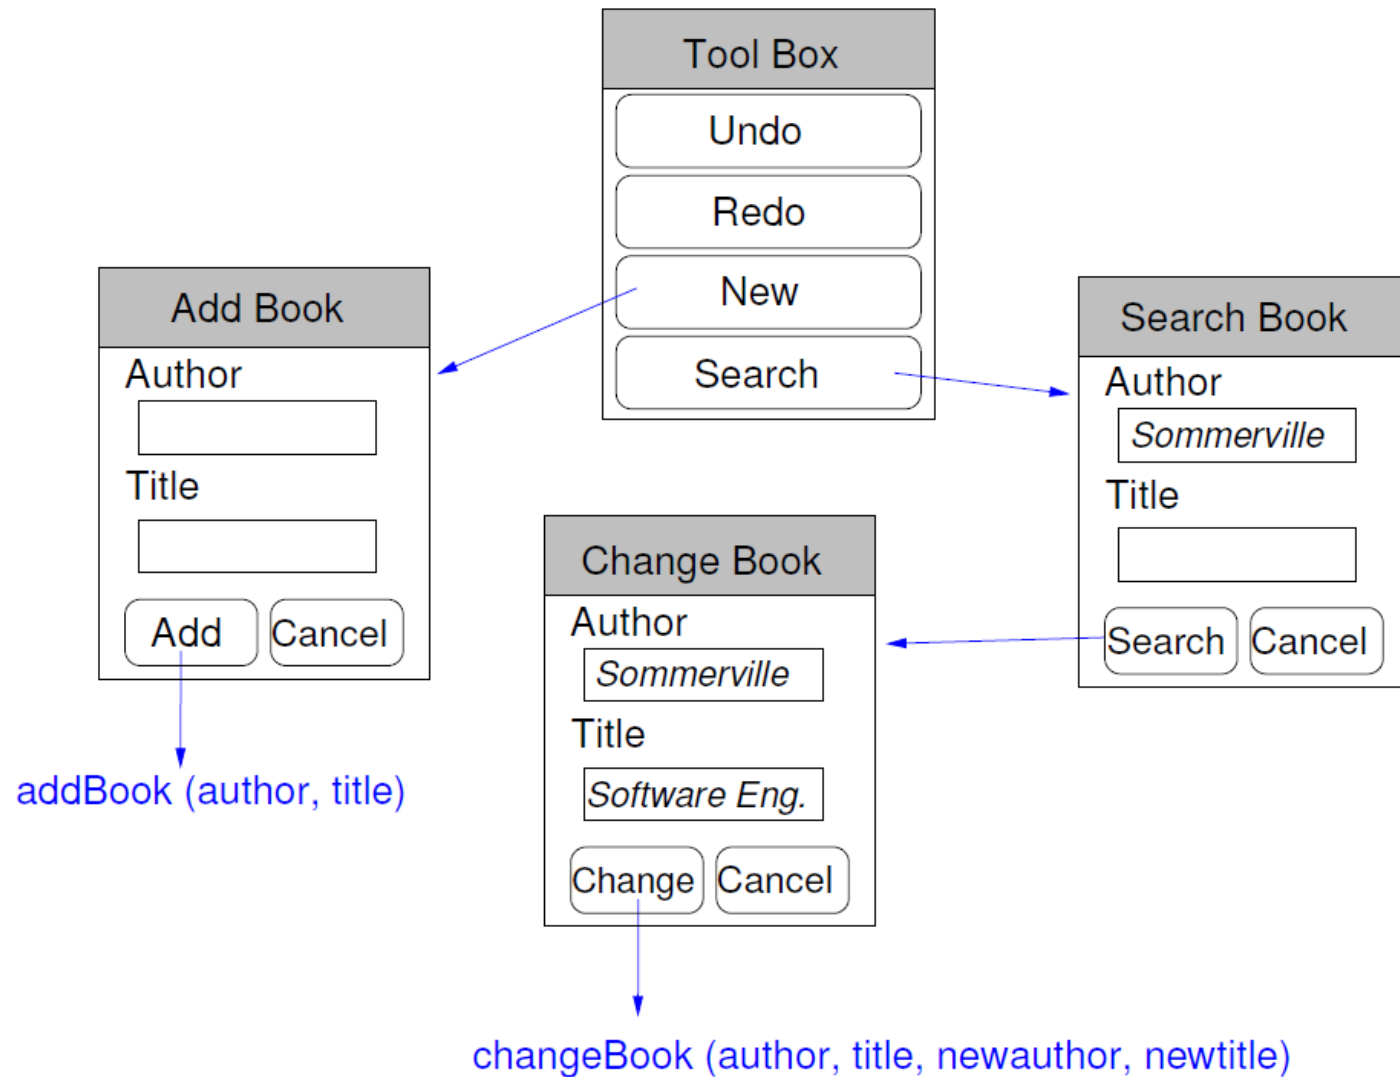 Tool Box
Undo
Redo
New
Search
Add Book
Author
Title
Add Cancel
addBook (author, title)
Search Book
Author
Sommerville
Title
Search Cancel
Change Book
Author
Sommerville
Title
Software Eng.
Change Cancel
changeBook (author, title, newauthor, newtitle)